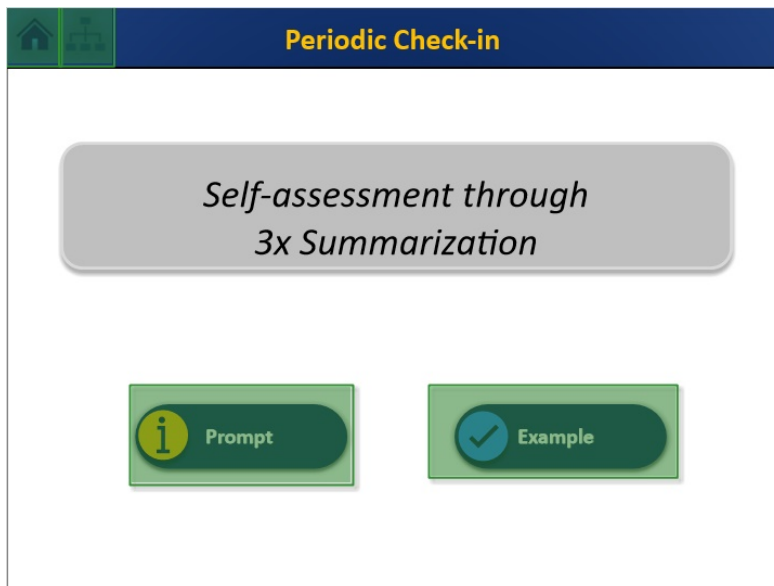 Periodic Check-in
Self-assessment through
3x Summarization
Prompt
Example